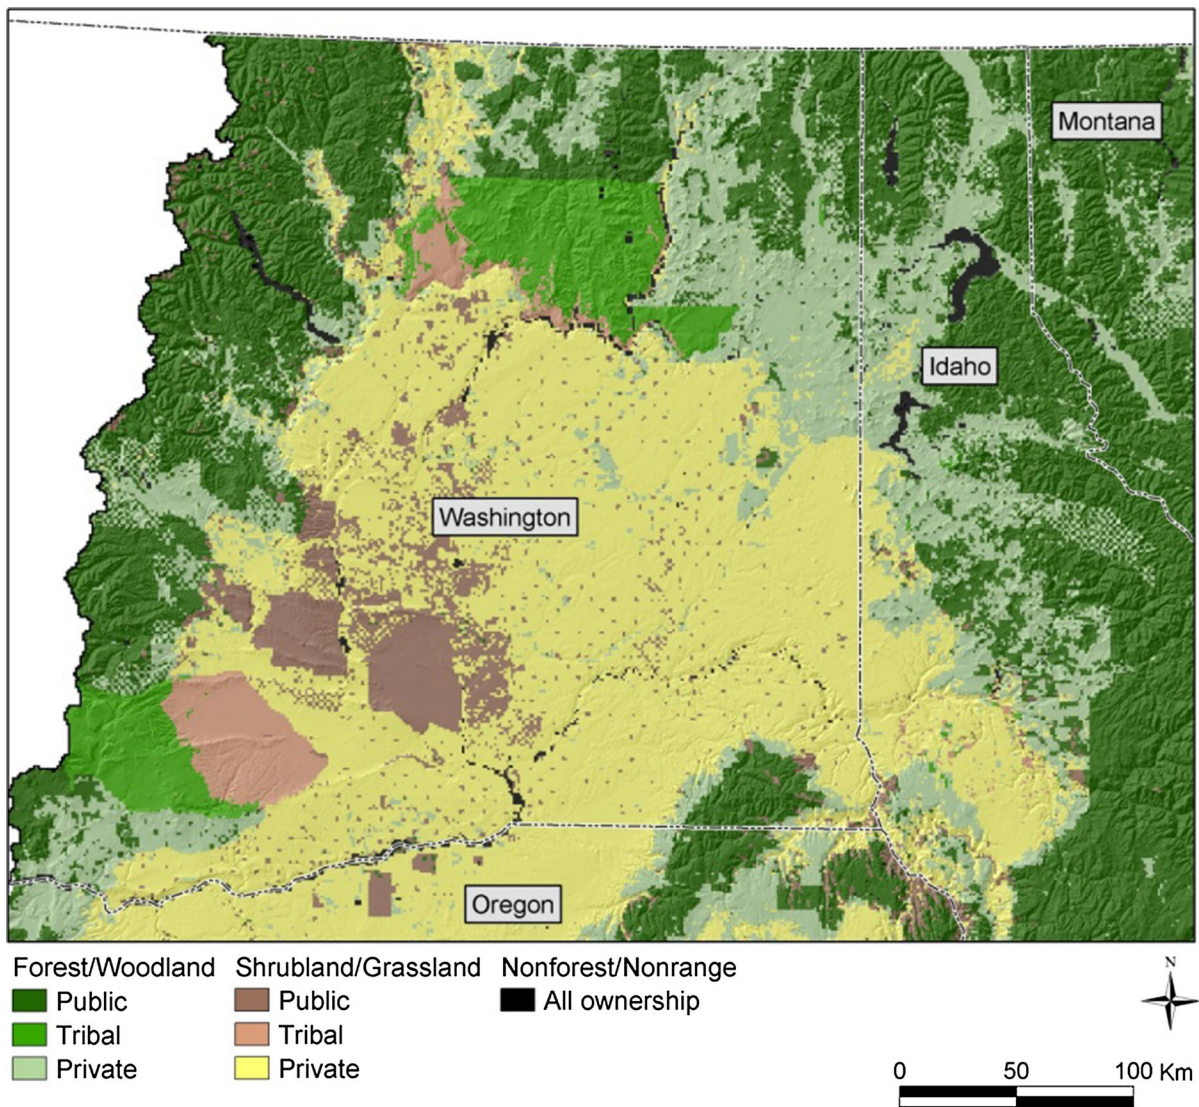 Montana
Idaho
Washington
Oregon
Forest/Woodland Shrubland/Grassland Nonforest/Nonrange
Public Public All ownership
Tribal Tribal
Private Private
N
0 50 100 Km